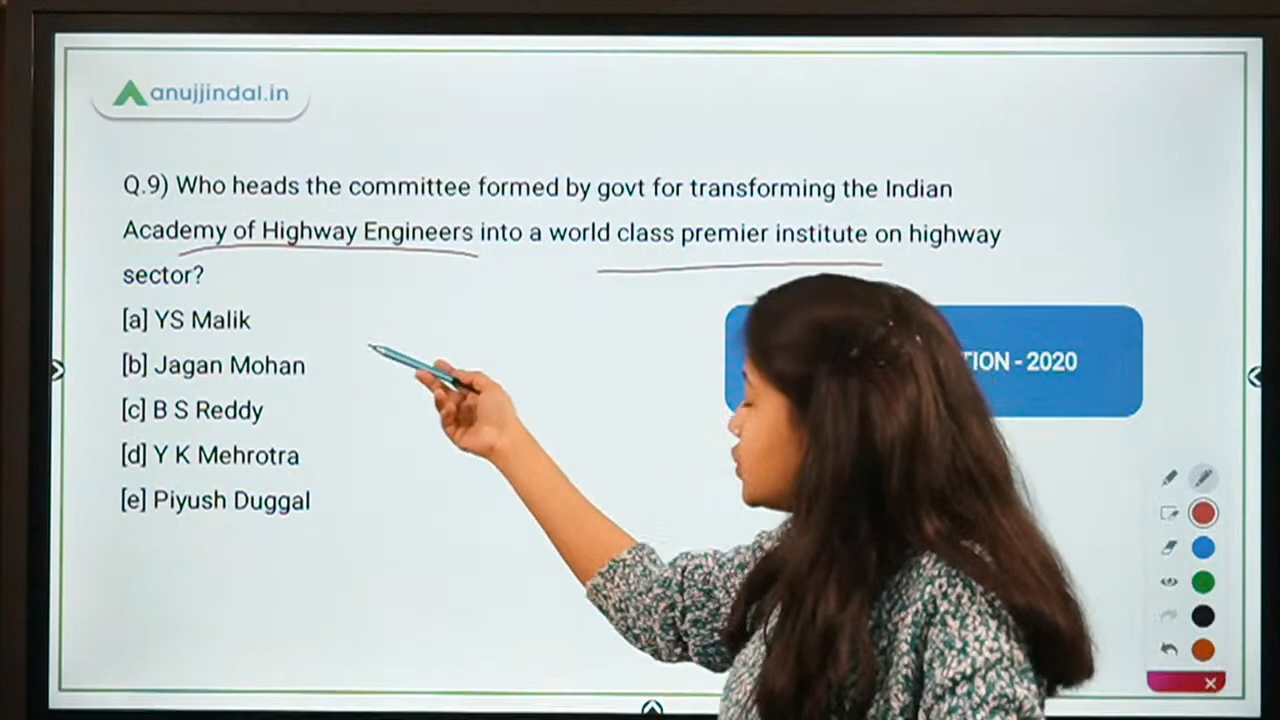 anujjindal.in
Q.9) Who heads the committee formed by govt for transforming the Indian
Academy of Highway Engineers into a world class premier institute on highway
sector?
[a] YS Malik
[b] Jagan Mohan
[c] B S Reddy
[d] Y K Mehrotra
[e] Piyush Duggal
- 2020